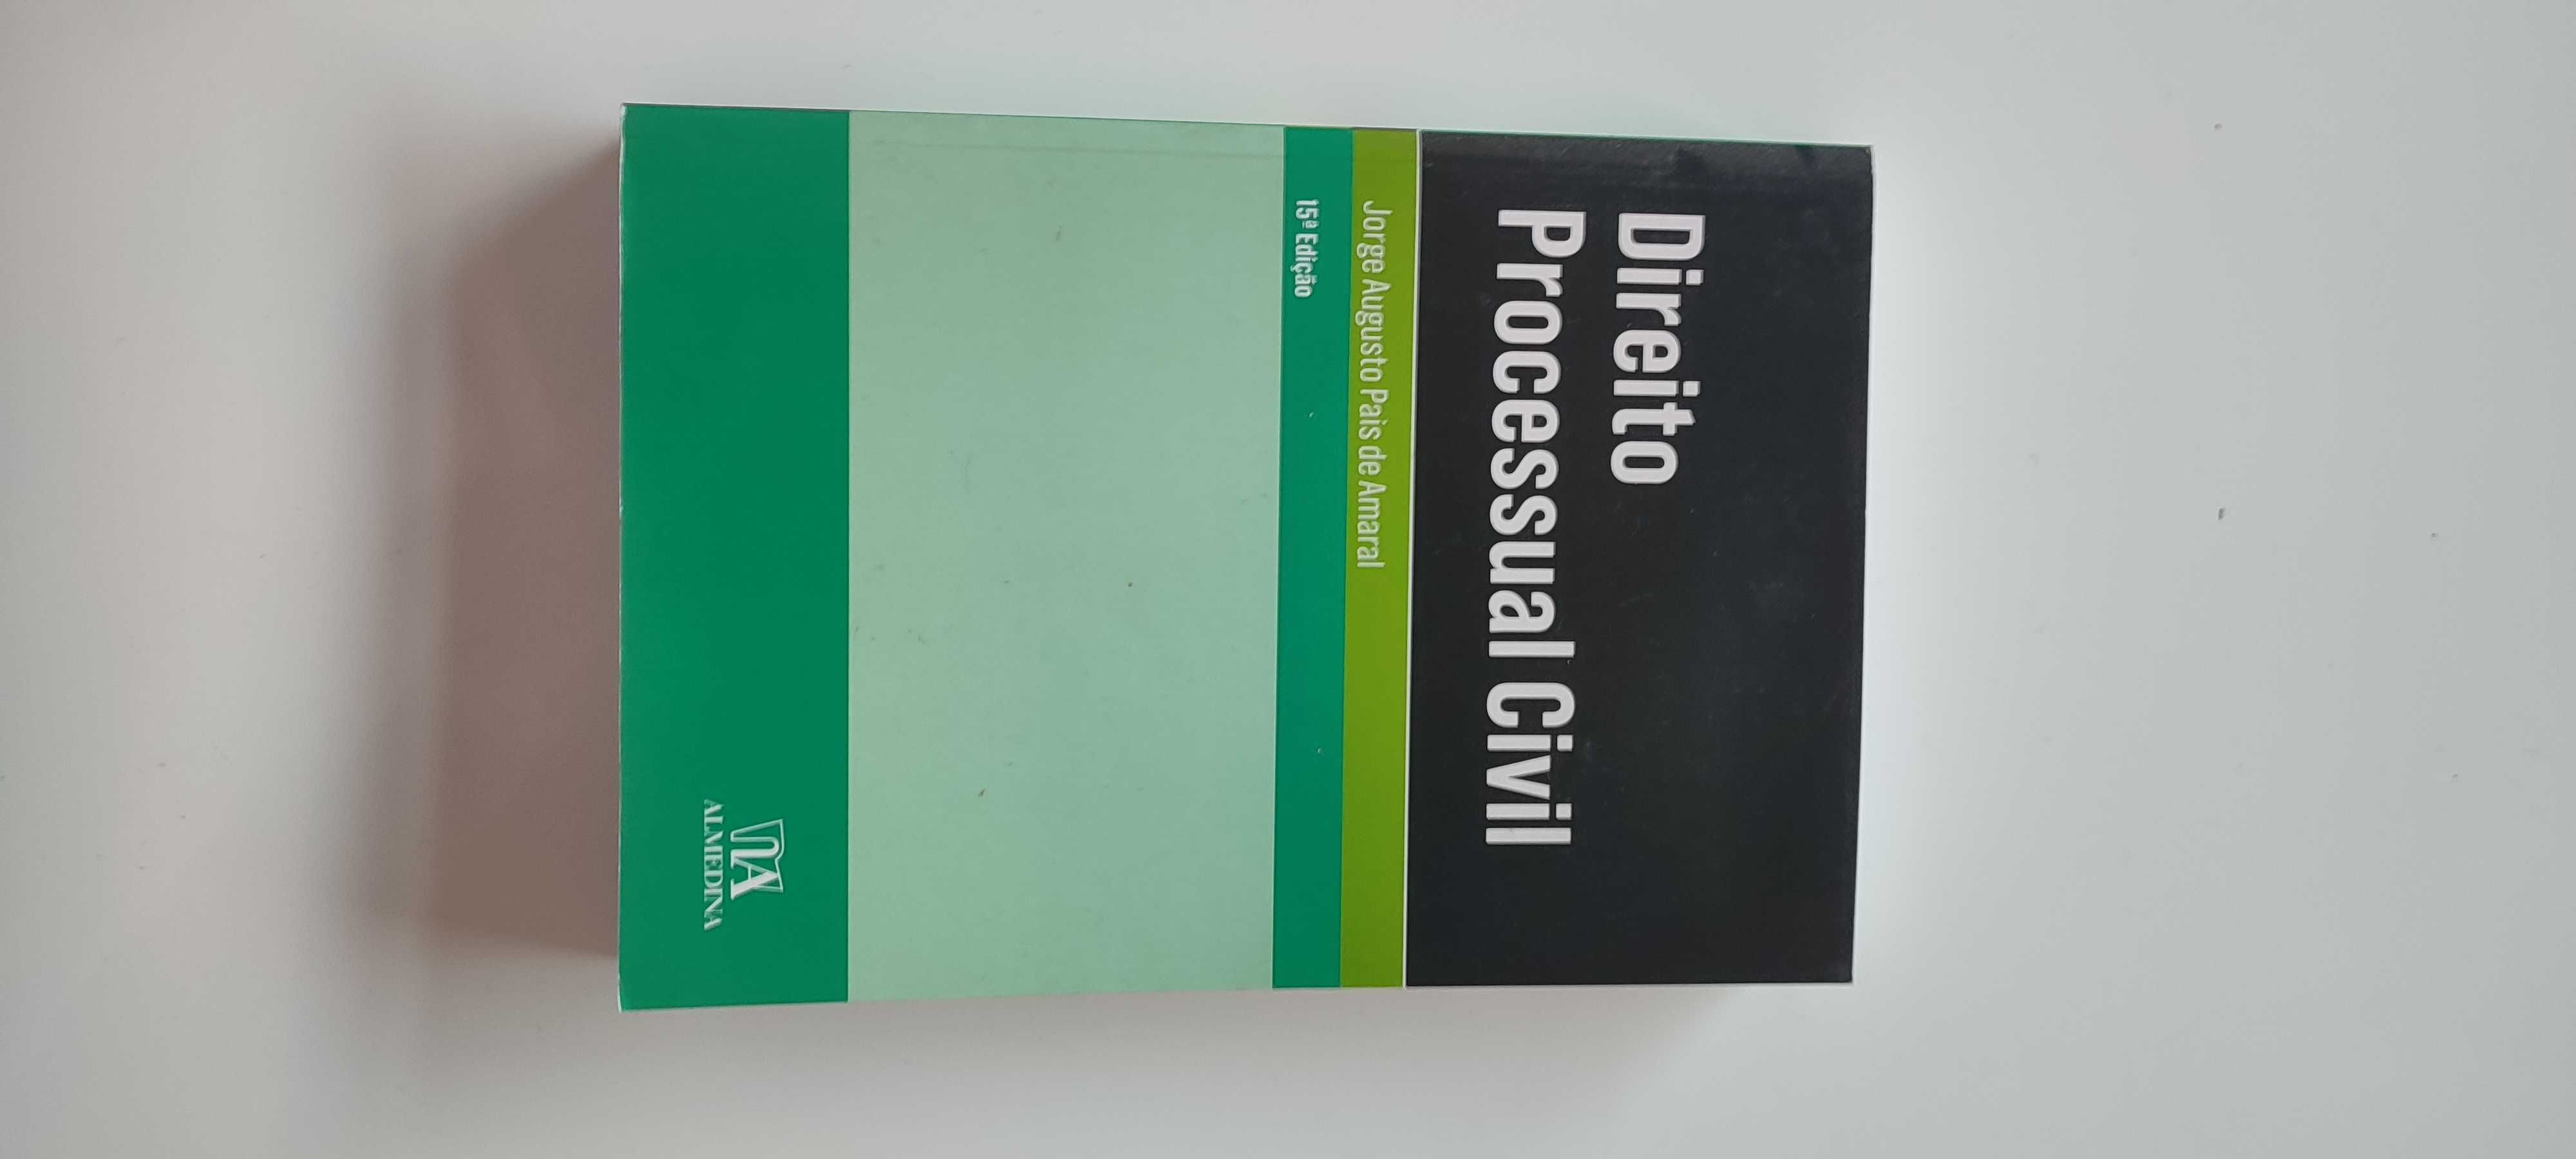 Direito
Processual Civil
Jorge Augusto Pais de Amaral
15ª Edição
ALMEDINA